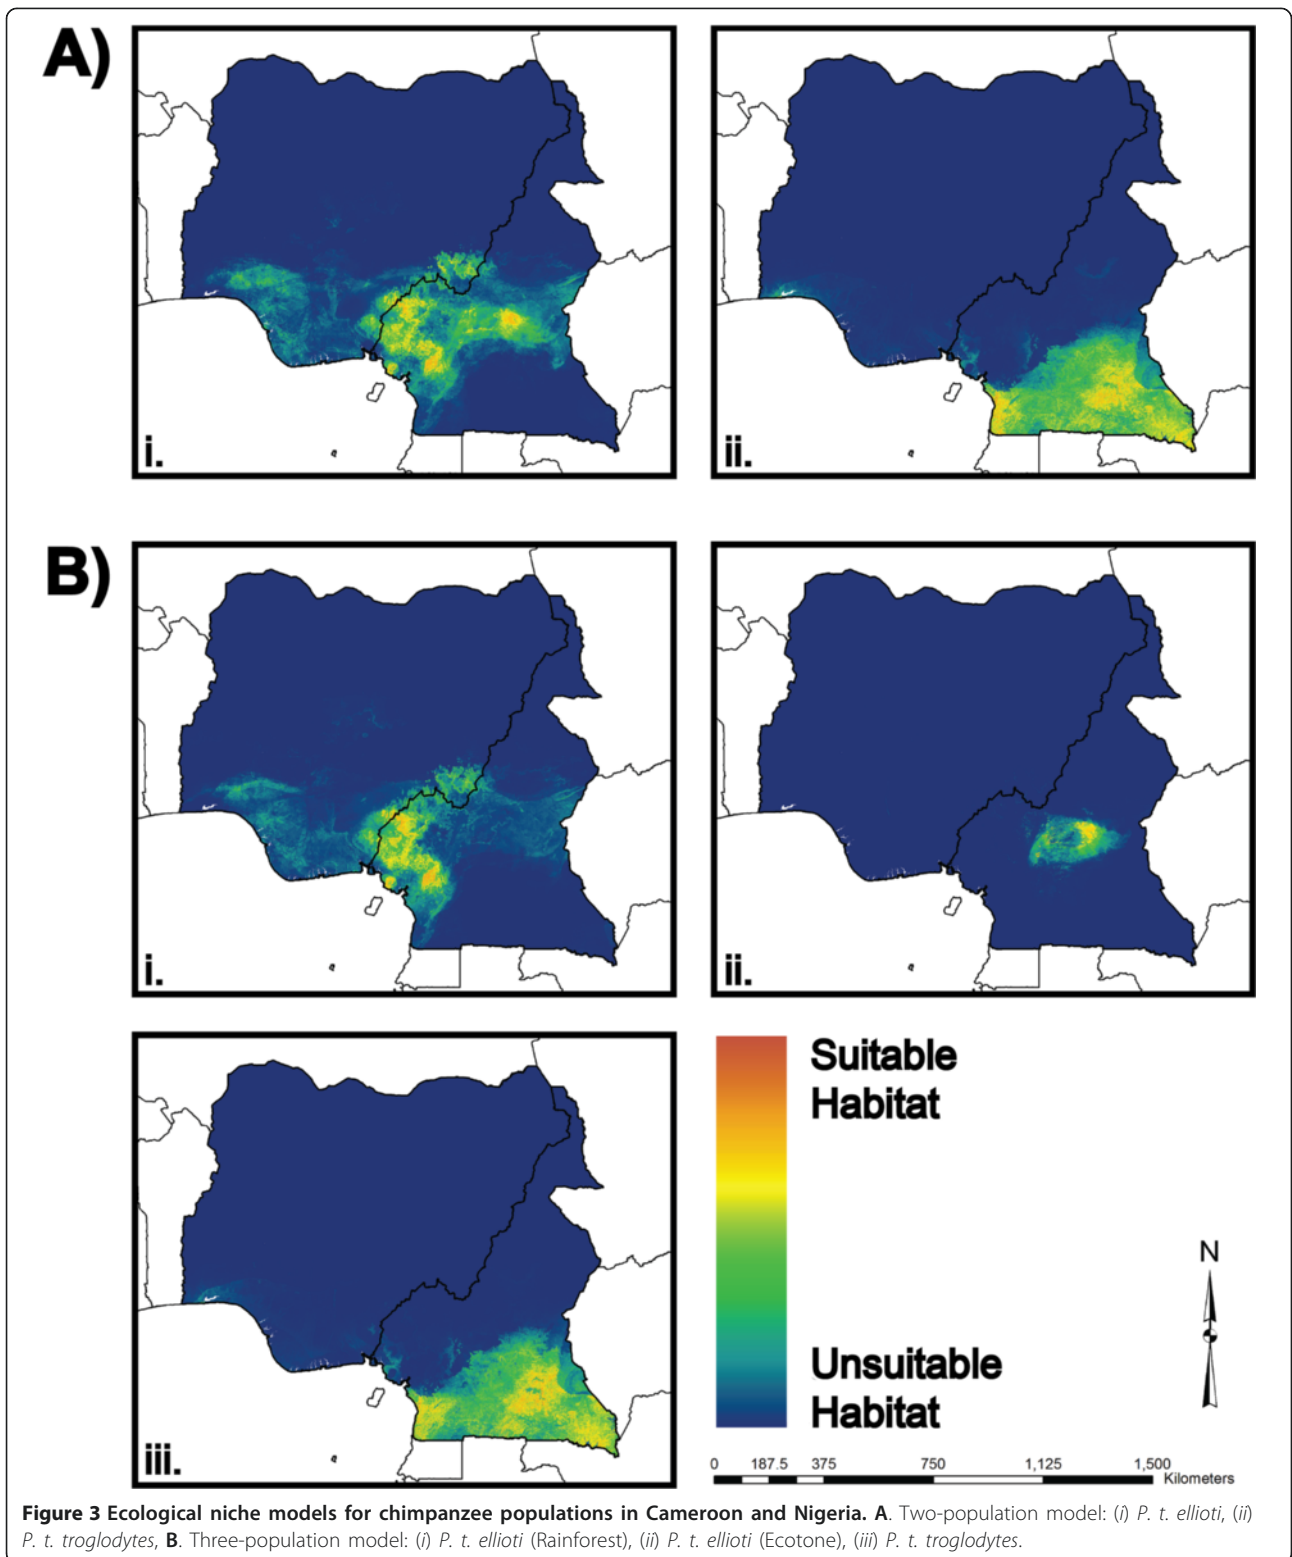 A)
i.
ii.
B)
i.
ii.
iii.
Suitable
Habitat
Unsuitable
Habitat
N
0 187.5 375 750 1,125 1,500
Kilometers
Figure 3 Ecological niche models for chimpanzee populations in Cameroon and Nigeria. A. Two-population model: (i) P. t. ellioti, (ii)
P. t. troglodytes, B. Three-population model: (i) P. t. ellioti (Rainforest), (ii) P. t. ellioti (Ecotone), (iii) P. t. troglodytes.